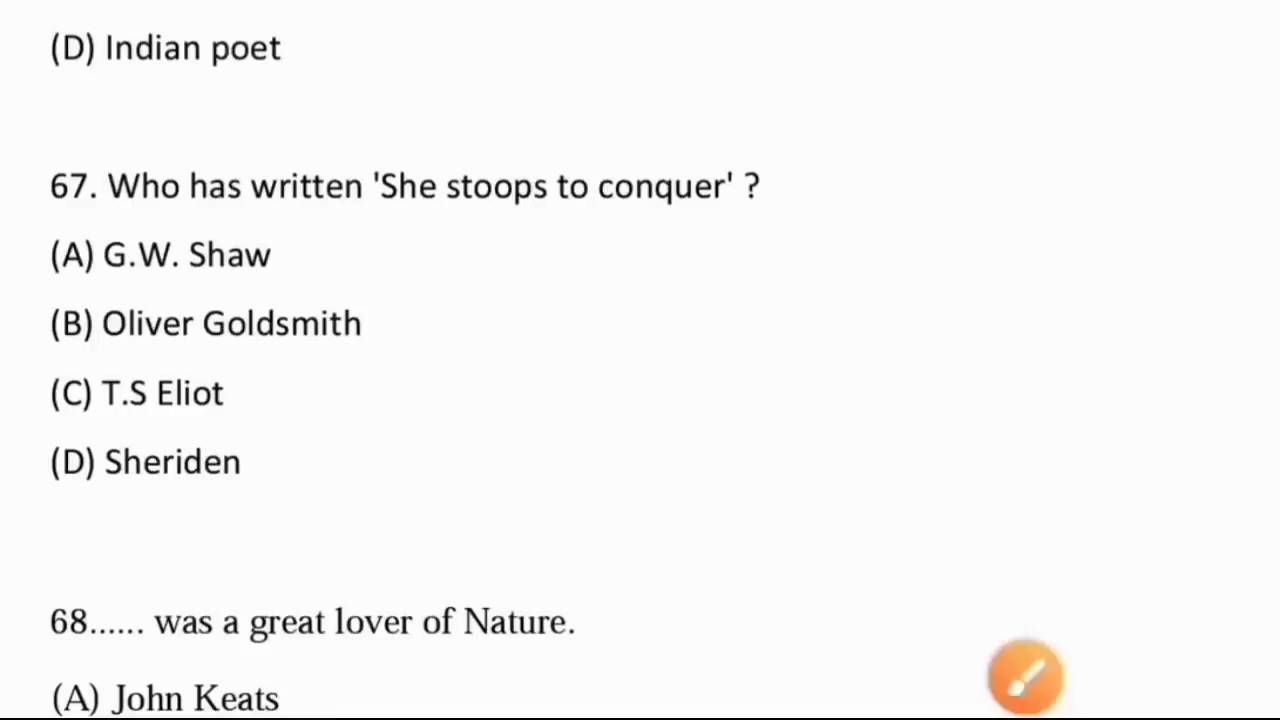 (D) Indian poet
67. Who has written 'She stoops to conquer' ?
(A) G.W. Shaw
(B) Oliver Goldsmith
(C) T.S Eliot
(D) Sheriden
68...... was a great lover of Nature.
(A) John Keats